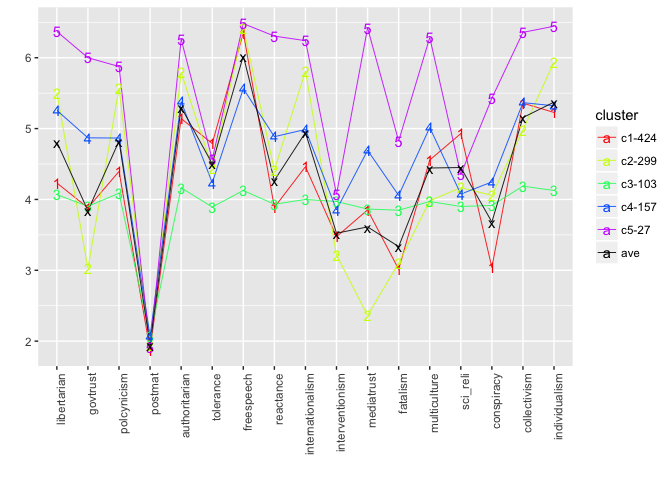 6
5
4
3
2
libertarian
govtrust
polcynicism
postmat
authoritarian
tolerance
freespeech
reactance
internationalism
interventionism
mediatrust
fatalism
multiculture
sci_reli
conspiracy
collectivism
individualism
cluster
a c1-424
a c2-299
a c3-103
a c4-157
a c5-27
a ave